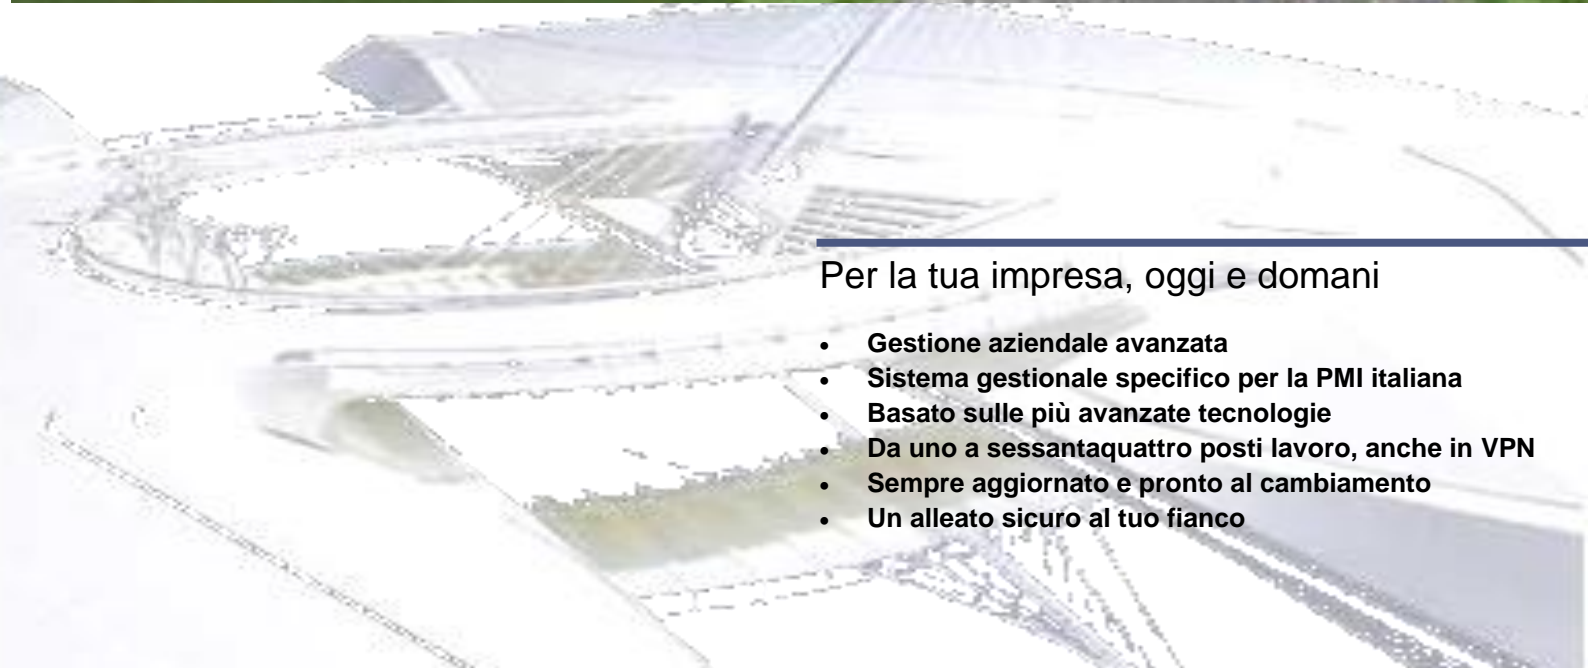 Per la tua impresa, oggi e domani
• Gestione aziendale avanzata
• Sistema gestionale specifico per la PMI italiana
• Basato sulle più avanzate tecnologie
• Da uno a sessantaquattro posti lavoro, anche in VPN
• Sempre aggiornato e pronto al cambiamento
• Un alleato sicuro al tuo fianco